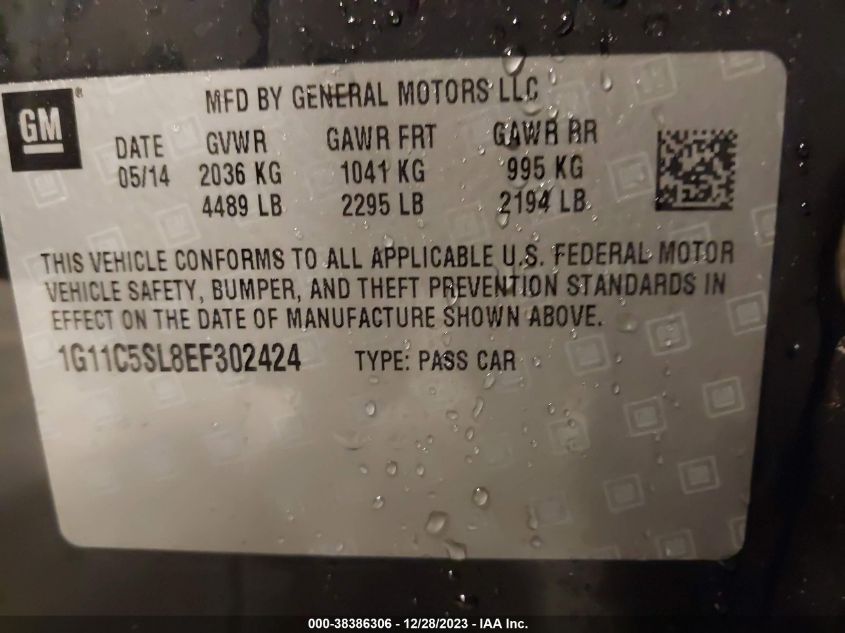 GM ®
MFD BY GENERAL MOTORS LLC
DATE GVWR GAWR FRT GAWR RR
05/14 2036 KG 1041 KG 995 KG
4489 LB 2295 LB 2194 LB
THIS VEHICLE CONFORMS TO ALL APPLICABLE U.S. FEDERAL MOTOR
VEHICLE SAFETY, BUMPER, AND THEFT PREVENTION STANDARDS IN
EFFECT ON THE DATE OF MANUFACTURE SHOWN ABOVE.
1G11C5SL8EF302424 TYPE: PASS CAR
000-38386306 - 12/28/2023 - IAA Inc.